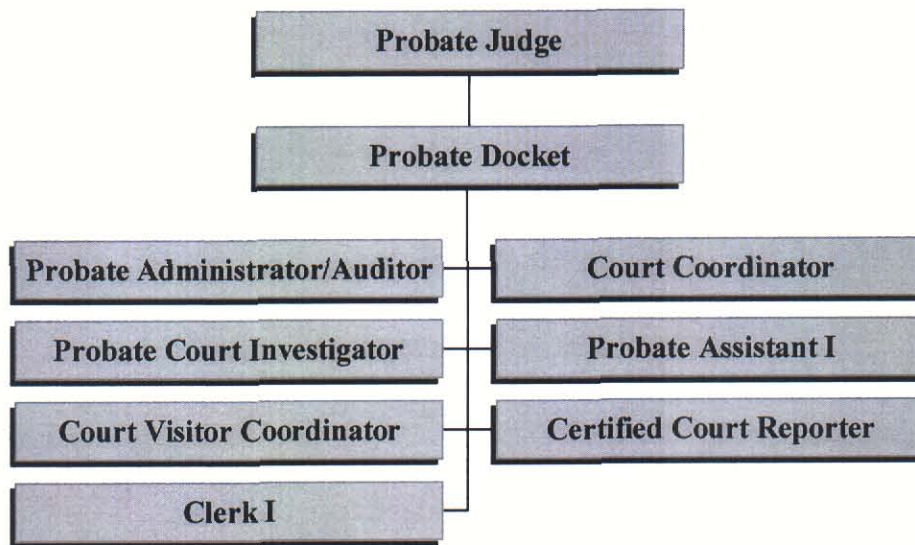 Probate Judge
Probate Docket
Probate Administrator/Auditor
Court Coordinator
Probate Court Investigator
Probate Assistant I
Court Visitor Coordinator
Certified Court Reporter
Clerk I